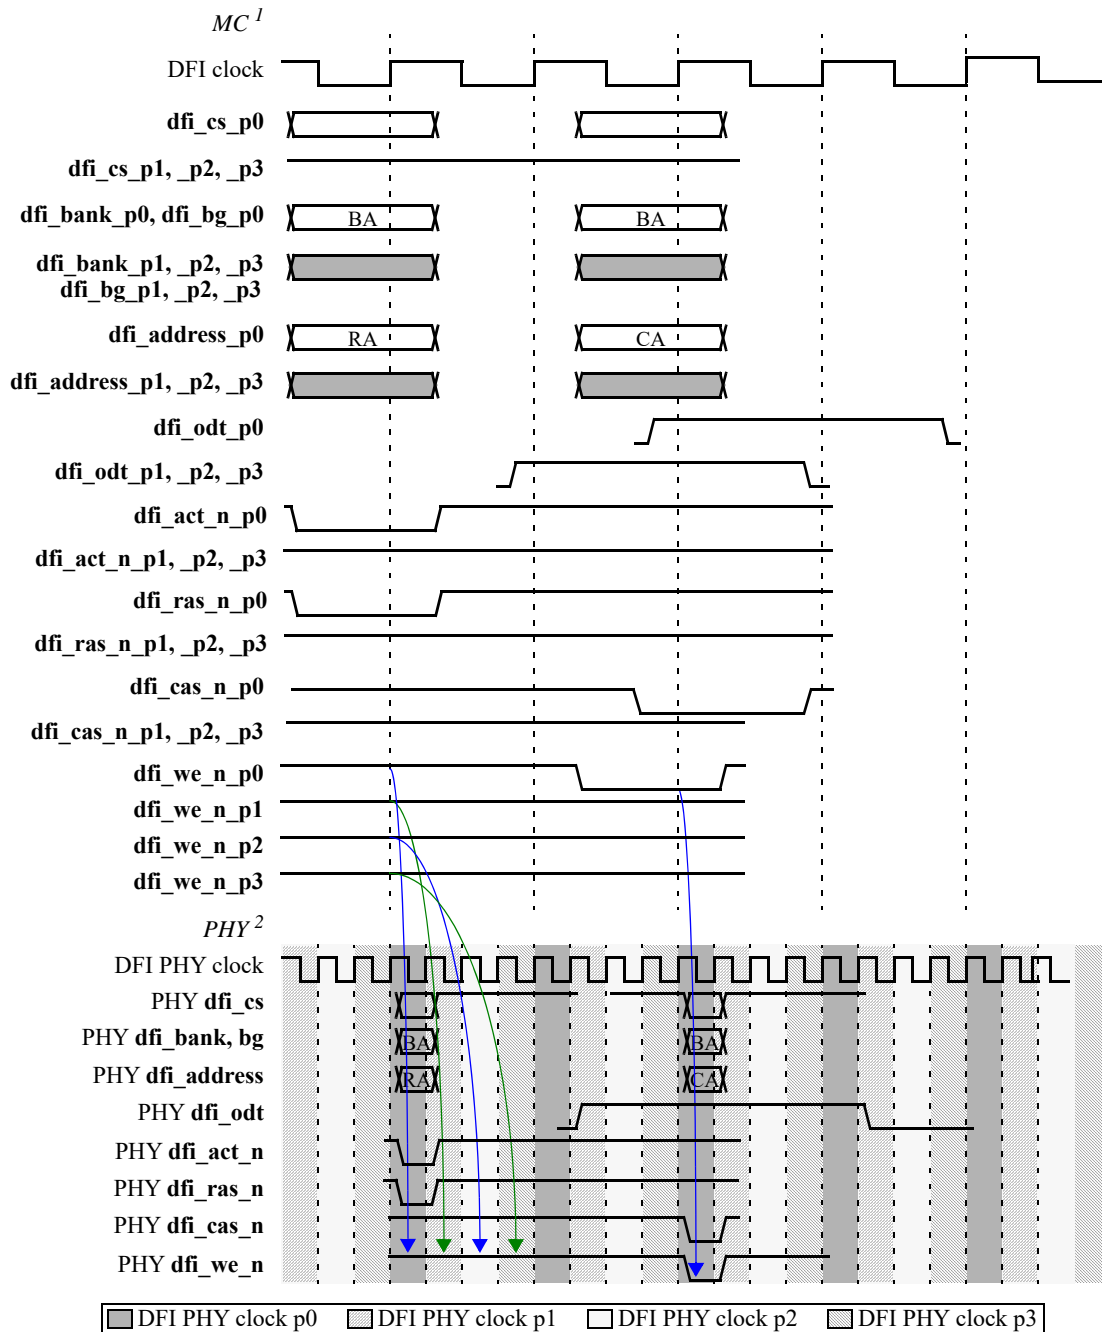 MC 1
DFI clock
dfi_cs_p0
dfi_cs_p1, _p2, _p3
dfi_bank_p0, dfi_bg_p0 BA BA
dfi_bank_p1, _p2, _p3
dfi_bg_p1, _p2, _p3
dfi_address_p0 RA CA
dfi_address_p1, _p2, _p3
dfi_odt_p0
dfi_odt_p1, _p2, _p3
dfi_act_n_p0
dfi_act_n_p1, _p2, _p3
dfi_ras_n_p0
dfi_ras_n_p1, _p2, _p3
dfi_cas_n_p0
dfi_cas_n_p1, _p2, _p3
dfi_we_n_p0
dfi_we_n_p1
dfi_we_n_p2
dfi_we_n_p3
PHY 2
DFI PHY clock
PHY dfi_cs
PHY dfi_bank, bg BA BA
PHY dfi_address RA CA
PHY dfi_odt
PHY dfi_act_n
PHY dfi_ras_n
PHY dfi_cas_n
PHY dfi_we_n
DFI PHY clock p0 DFI PHY clock p1 DFI PHY clock p2 DFI PHY clock p3